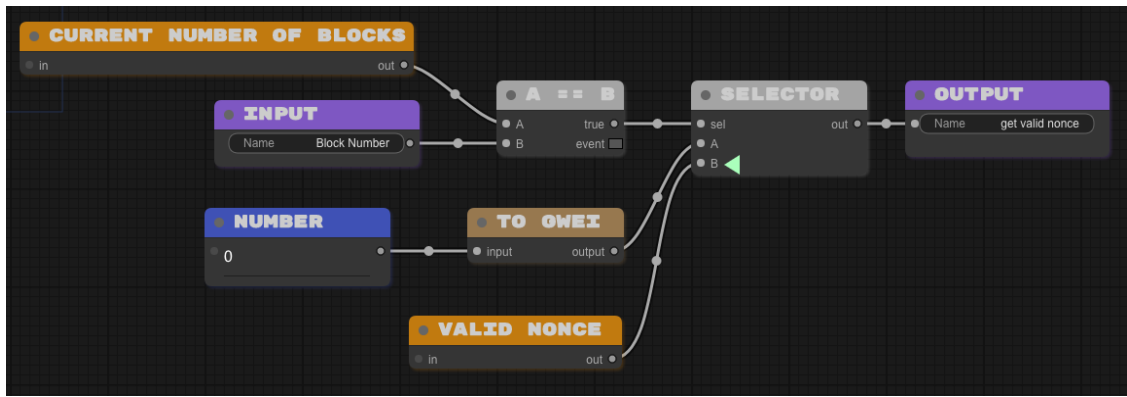 CURRENT NUMBER OF BLOCKS
in out
INPUT
Name Block Number
A == B
A true
B event
SELECTOR
sel out
A
B
OUTPUT
Name get valid nonce
NUMBER
0
TO GWEI
input output
VALID NONCE
in out